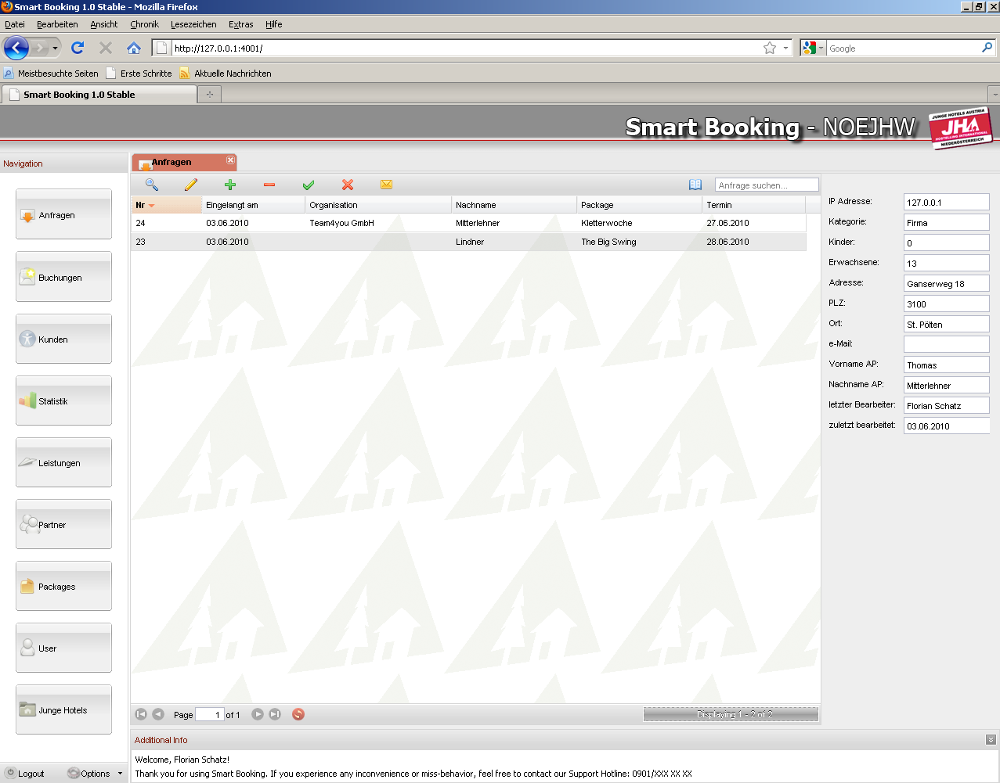 Smart Booking 1.0 Stable - Mozilla Firefox
Datei Bearbeiten Ansicht Chronik Lesezeichen Extras Hilfe
http://127.0.0.1:4001/ Google
Meistbesuchte Seiten Erste Schritte Aktuelle Nachrichten
Smart Booking 1.0 Stable
Smart Booking - NOEJHW
JUNGE HOTELS AUSTRIA
JHA
HOSTELLING INTERNATIONAL
NIEDERÖSTERREICH
Navigation
Anfragen
Buchungen
Kunden
Statistik
Leistungen
Partner
Packages
User
Junge Hotels
Logout Options
Anfragen
Anfrage suchen...
Nr Eingelangt am Organisation Nachname Package Termin
24 03.06.2010 Team4you GmbH Mitterlehner Kletterwoche 27.06.2010
23 03.06.2010 Lindner The Big Swing 28.06.2010
Page 1 of 1 Displaying 1 - 2 of 2
IP Adresse: 127.0.0.1
Kategorie: Firma
Kinder: 0
Erwachsene: 13
Adresse: Ganserweg 18
PLZ: 3100
Ort: St. Pölten
e-Mail:
Vorname AP: Thomas
Nachname AP: Mitterlehner
letzter Bearbeiter: Florian Schatz
zuletzt bearbeitet: 03.06.2010
Additional Info
Welcome, Florian Schatz!
Thank you for using Smart Booking. If you experience any inconvenience or miss-behavior, feel free to contact our Support Hotline: 0901/XXX XX XX